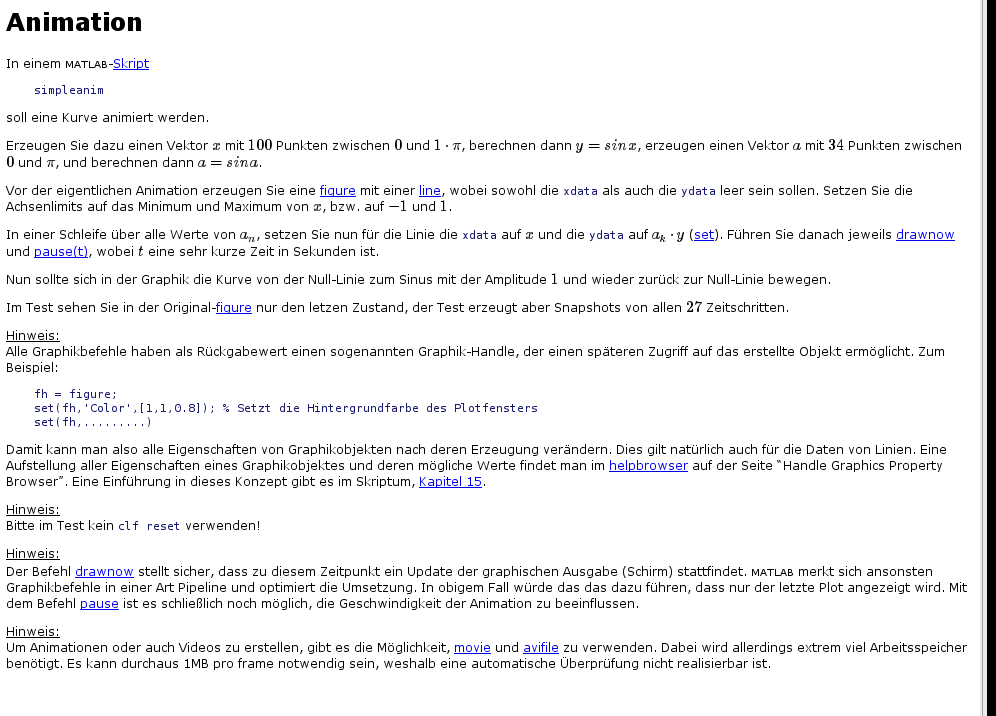 Animation
In einem MATLAB-Skript
simpleanim
soll eine Kurve animiert werden.
Erzeugen Sie dazu einen Vektor x mit 100 Punkten zwischen 0 und 1 · π, berechnen dann y = sin x, erzeugen einen Vektor a mit 34 Punkten zwischen
0 und π, und berechnen dann a = sin a.
Vor der eigentlichen Animation erzeugen Sie eine figure mit einer line, wobei sowohl die xdata als auch die ydata leer sein sollen. Setzen Sie die
Achsenlimits auf das Minimum und Maximum von x, bzw. auf −1 und 1.
In einer Schleife über alle Werte von aₙ, setzen Sie nun für die Linie die xdata auf x und die ydata auf aₖ · y (set). Führen Sie danach jeweils drawnow
und pause(t), wobei t eine sehr kurze Zeit in Sekunden ist.
Nun sollte sich in der Graphik die Kurve von der Null-Linie zum Sinus mit der Amplitude 1 und wieder zurück zur Null-Linie bewegen.
Im Test sehen Sie in der Original-figure nur den letzen Zustand, der Test erzeugt aber Snapshots von allen 27 Zeitschritten.
Hinweis:
Alle Graphikbefehle haben als Rückgabewert einen sogenannten Graphik-Handle, der einen späteren Zugriff auf das erstellte Objekt ermöglicht. Zum
Beispiel:
fh = figure;
set(fh,'Color',[1,1,0.8]); % Setzt die Hintergrundfarbe des Plotfensters
set(fh,.........)
Damit kann man also alle Eigenschaften von Graphikobjekten nach deren Erzeugung verändern. Dies gilt natürlich auch für die Daten von Linien. Eine
Aufstellung aller Eigenschaften eines Graphikobjektes und deren mögliche Werte findet man im helpbrowser auf der Seite "Handle Graphics Property
Browser". Eine Einführung in dieses Konzept gibt es im Skriptum, Kapitel 15.
Hinweis:
Bitte im Test kein clf reset verwenden!
Hinweis:
Der Befehl drawnow stellt sicher, dass zu diesem Zeitpunkt ein Update der graphischen Ausgabe (Schirm) stattfindet. MATLAB merkt sich ansonsten
Graphikbefehle in einer Art Pipeline und optimiert die Umsetzung. In obigem Fall würde das das dazu führen, dass nur der letzte Plot angezeigt wird. Mit
dem Befehl pause ist es schließlich noch möglich, die Geschwindigkeit der Animation zu beeinflussen.
Hinweis:
Um Animationen oder auch Videos zu erstellen, gibt es die Möglichkeit, movie und avifile zu verwenden. Dabei wird allerdings extrem viel Arbeitsspeicher
benötigt. Es kann durchaus 1MB pro frame notwendig sein, weshalb eine automatische Überprüfung nicht realisierbar ist.